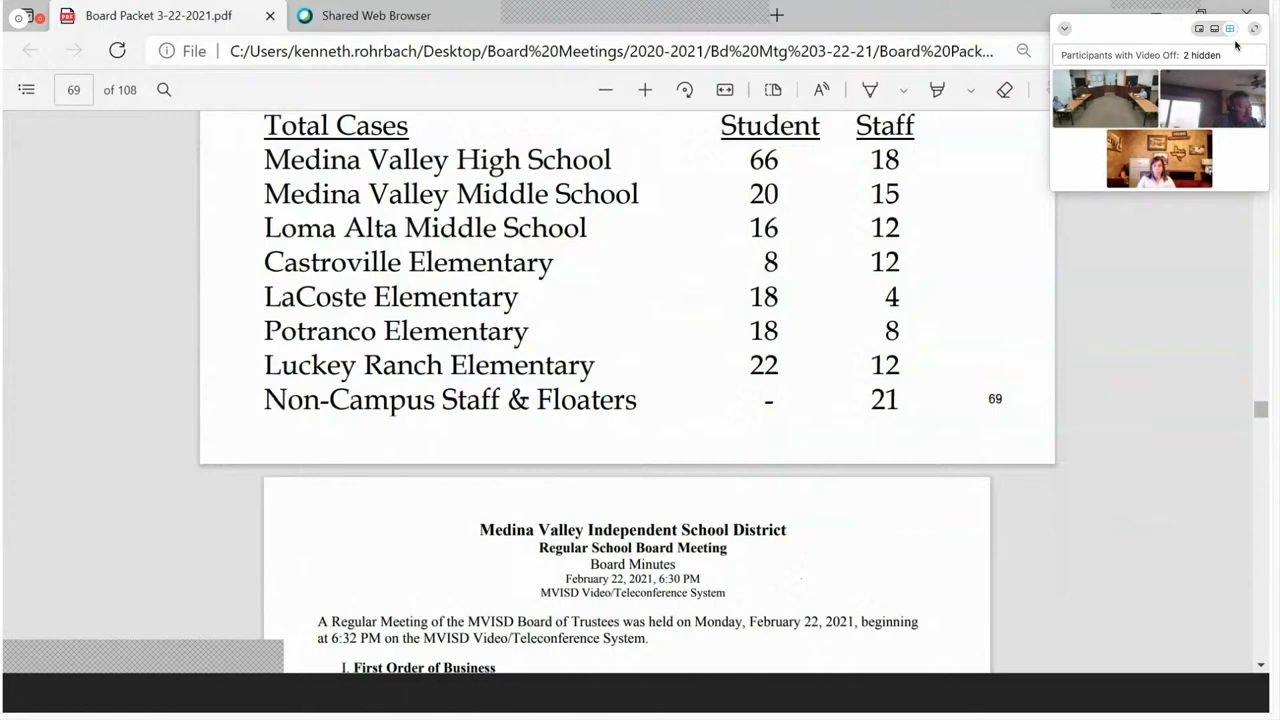 Board Packet 3-22-2021.pdf
Shared Web Browser
File
C:/Users/kenneth.rohrbach/Desktop/Board%20Meetings/2020-2021/Bd%20Mtg%203-22-21/Board%20Pack...
69 of 108
Participants with Video Off: 2 hidden
Total Cases Student Staff
Medina Valley High School 66 18
Medina Valley Middle School 20 15
Loma Alta Middle School 16 12
Castroville Elementary 8 12
LaCoste Elementary 18 4
Potranco Elementary 18 8
Luckey Ranch Elementary 22 12
Non-Campus Staff & Floaters - 21
69
Medina Valley Independent School District
Regular School Board Meeting
Board Minutes
February 22, 2021, 6:30 PM
MVISD Video/Teleconference System
A Regular Meeting of the MVISD Board of Trustees was held on Monday, February 22, 2021, beginning
at 6:32 PM on the MVISD Video/Teleconference System.
I. First Order of Business